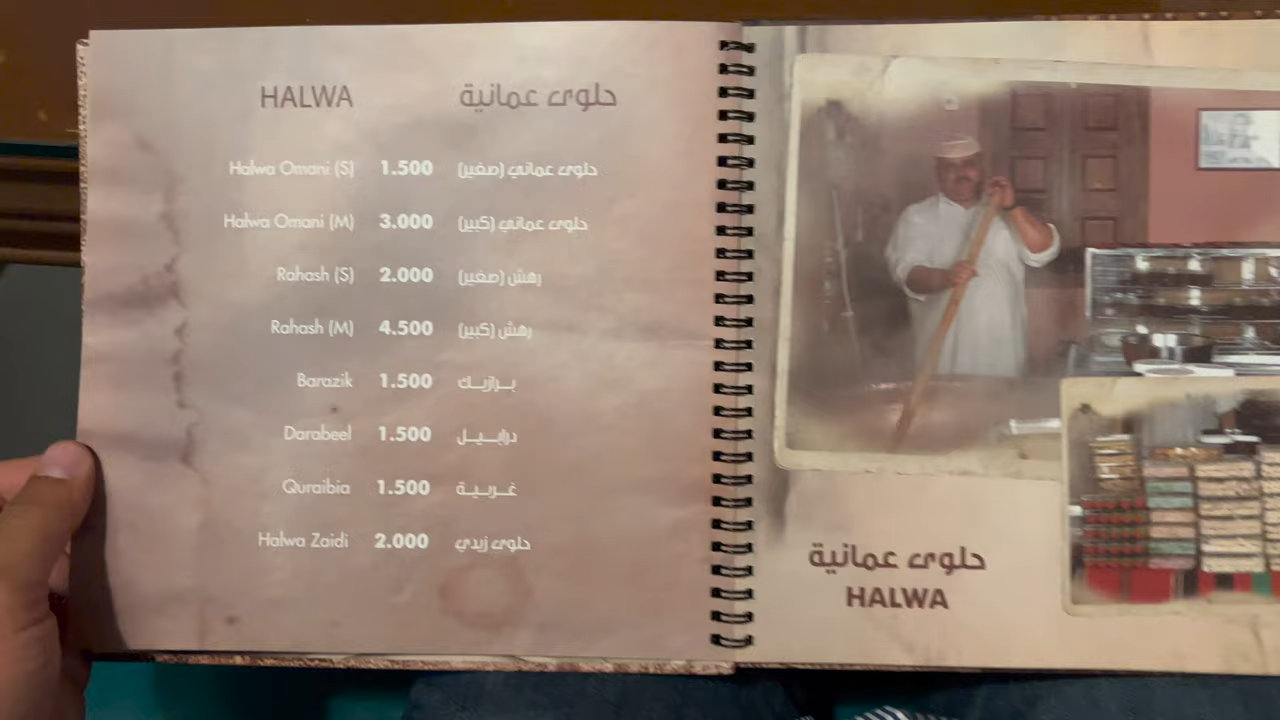 HALWA حلوى عمانية
Halwa Omani (S) 1.500 حلوى عماني (صغير)
Halwa Omani (M) 3.000 حلوى عماني (كبير)
Rahash (S) 2.000 رهش (صغير)
Rahash (M) 4.500 رهش (كبير)
Barazik 1.500 برازيك
Darabeel 1.500 درابيل
Quraibia 1.500 غريبة
Halwa Zaidi 2.000 حلوى زيدي
حلوى عمانية
HALWA